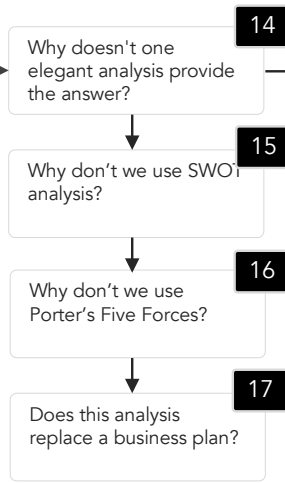 14
Why doesn't one
elegant analysis provide
the answer?
15
Why don’t we use SWOT
analysis?
16
Why don’t we use
Porter’s Five Forces?
17
Does this analysis
replace a business plan?